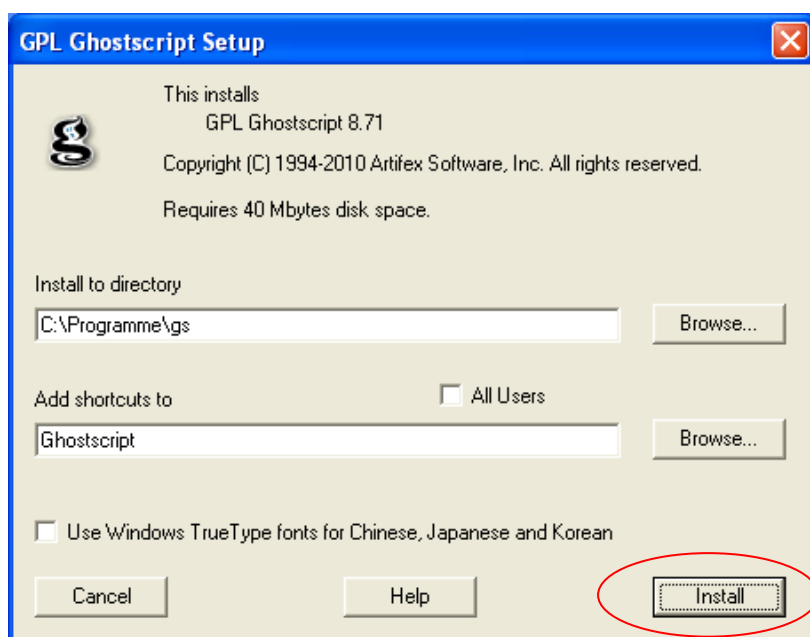 GPL Ghostscript Setup
This installs
GPL Ghostscript 8.71
Copyright (C) 1994-2010 Artifex Software, Inc. All rights reserved.
Requires 40 Mbytes disk space.
Install to directory
C:\Programme\gs
Browse...
Add shortcuts to
All Users
Ghostscript
Browse...
Use Windows TrueType fonts for Chinese, Japanese and Korean
Cancel
Help
Install